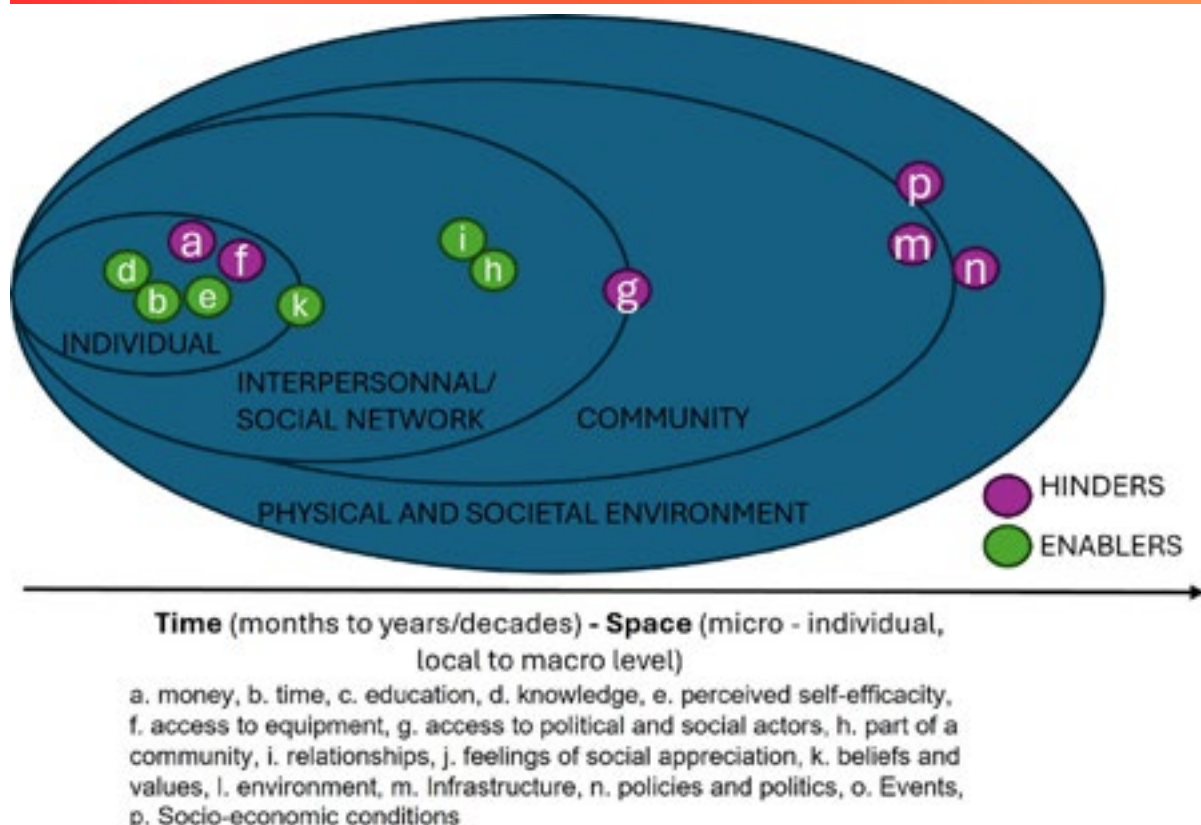 p
a
i
m
f
d
h
n
e
g
b
k
INDIVIDUAL
INTERPERSONNAL/
SOCIAL NETWORK
COMMUNITY
HINDERS
PHYSICAL AND SOCIETAL ENVIRONMENT
ENABLERS
Time (months to years/decades) - Space (micro - individual,
local to macro level)
a. money, b. time, c. education, d. knowledge, e. perceived self-efficacity,
f. access to equipment, g. access to political and social actors, h. part of a
community, i. relationships, j. feelings of social appreciation, k. beliefs and
values, l. environment, m. Infrastructure, n. policies and politics, o. Events,
p. Socio-economic conditions